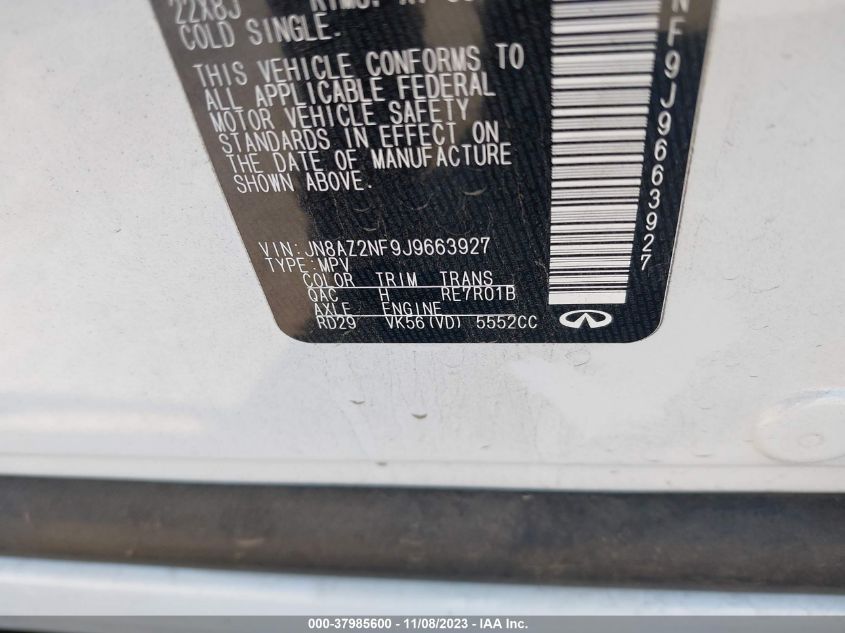 22X8J
COLD SINGLE.
THIS VEHICLE CONFORMS TO
ALL APPLICABLE FEDERAL
MOTOR VEHICLE SAFETY
STANDARDS IN EFFECT ON
THE DATE OF MANUFACTURE
SHOWN ABOVE.
VIN:JN8AZ2NF9J9663927
TYPE:MPV
COLOR TRIM TRANS
QAC H RE7R01B
AXLE ENGINE
RD29 VK56(VD) 5552CC
NF9J9663927
000-37985600 - 11/08/2023 - IAA Inc.